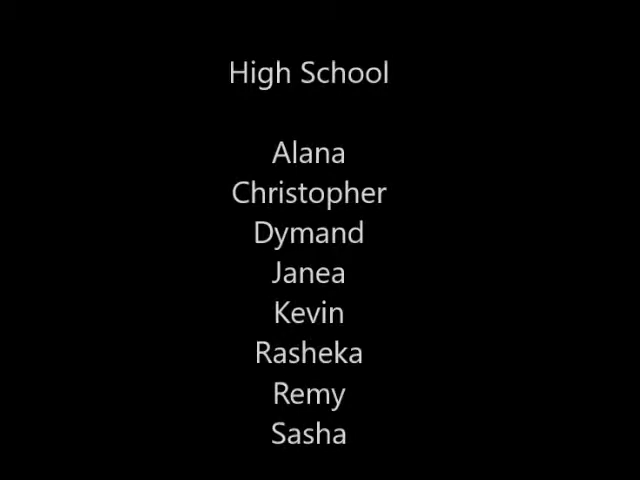 High School
Alana
Christopher
Dymand
Janea
Kevin
Rasheka
Remy
Sasha